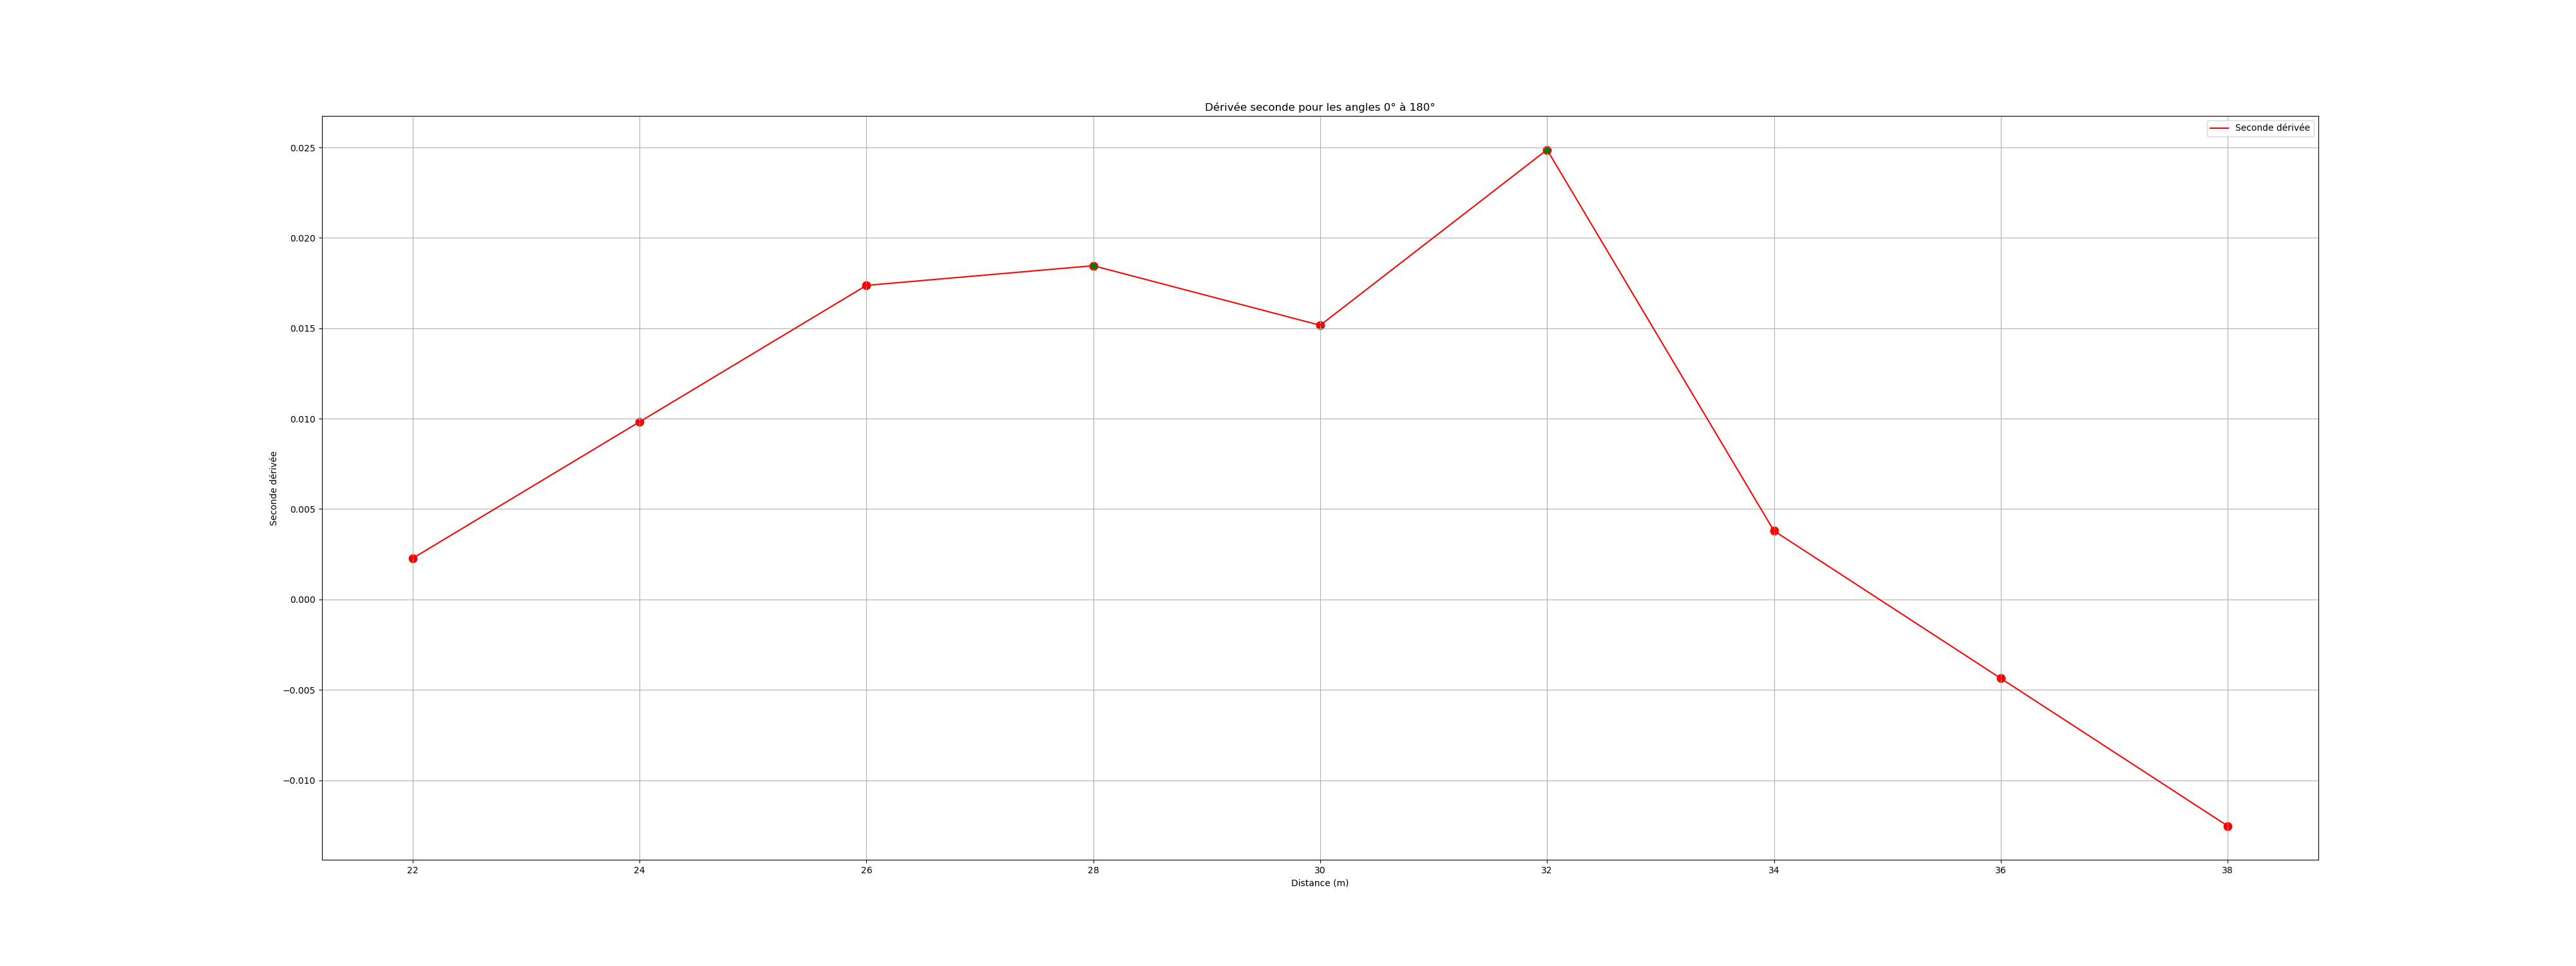 Dérivée seconde pour les angles 0° à 180°
Seconde dérivée
0.025
0.020
0.015
0.010
0.005
0.000
−0.005
−0.010
Seconde dérivée
22 24 26 28 30 32 34 36 38
Distance (m)